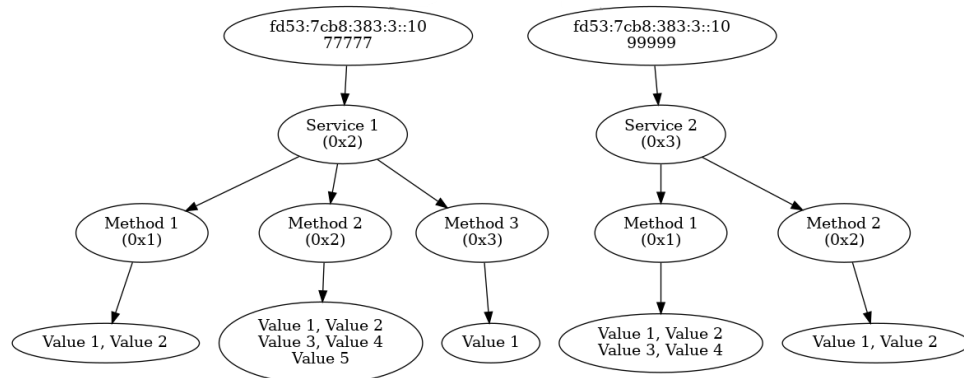 fd53:7cb8:383:3::10
77777
fd53:7cb8:383:3::10
99999
Service 1
(0x2)
Service 2
(0x3)
Method 1
(0x1)
Method 2
(0x2)
Method 3
(0x3)
Method 1
(0x1)
Method 2
(0x2)
Value 1, Value 2
Value 1, Value 2
Value 3, Value 4
Value 5
Value 1
Value 1, Value 2
Value 3, Value 4
Value 1, Value 2